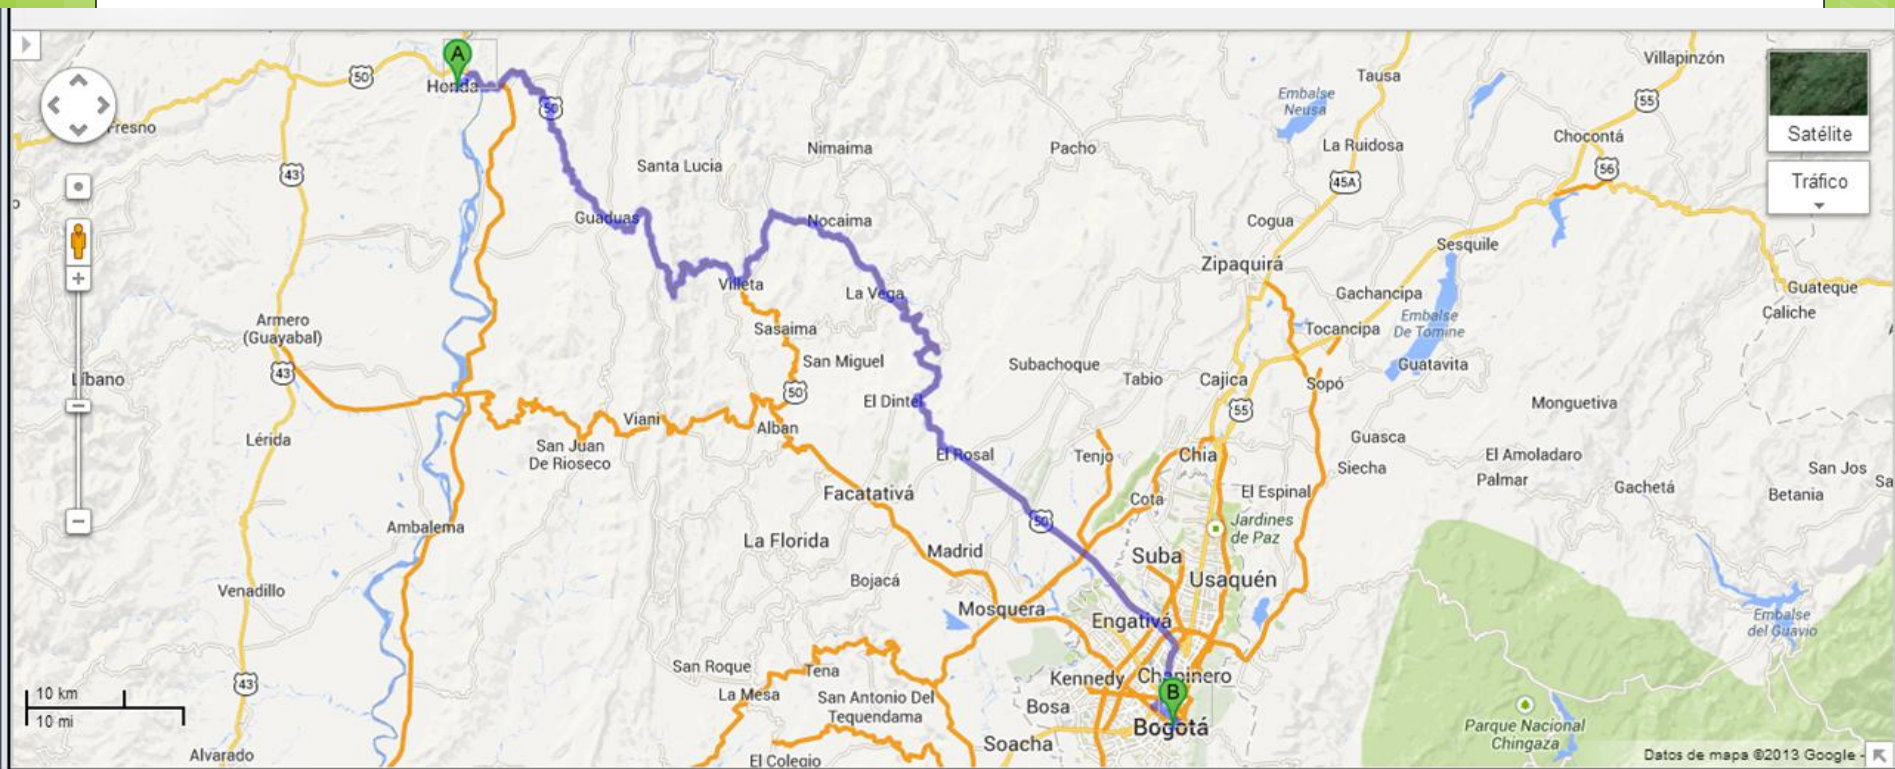 A
Honda
50
50
Fresno
43
Santa Lucia
Nimaima
Pacho
Embalse
Neusa
Tausa
La Ruidosa
45A
Villapinzón
55
Chocontá
56
Satélite
Tráfico
Guaduas
Nocaima
Cogua
Zipaquirá
Sesquile
Gachancipa
Embalse
De Tomine
Tocancipa
Guatavita
Guateque
Caliche
Villeta
La Vega
Sasaima
San Miguel
50
El Dintel
Armero
(Guayabal)
43
Líbano
Lérida
Viani
San Juan
De Rioseco
Alban
Subachoque
Tabio
Cajica
Sopó
55
Monguetiva
Guasca
Siecha
El Amoladaro
Palmar
Gachetá
San Jos
Sa
Betania
El Rosal
Tenjo
Chia
Cota
El Espinal
Jardines
de Paz
Facatativá
50
Ambalema
La Florida
Madrid
Suba
Usaquén
Bojacá
Venadillo
Mosquera
Engativá
Embalse
del Guavio
43
San Roque
Tena
La Mesa
San Antonio Del
Tequendama
Kennedy
Chapinero
B
Bosa
Bogotá
Soacha
Parque Nacional
Chingaza
10 km
10 mi
Alvarado
El Colegio
Datos de mapa ©2013 Google -